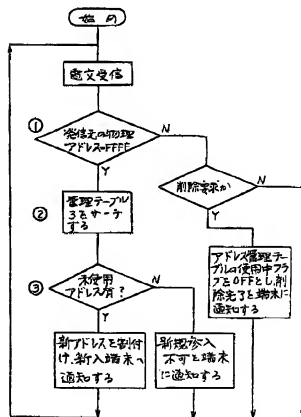 始め
電文受信
①
発信元の物理
アドレス=FFFF
N
Y
②
管理テーブル
3をサーチ
する
削除要求か
N
Y
③
未使用
アドレス有?
N
Y
アドレス管理テー
ブルの使用中フラ
グをOFFとし、削
除完了を端末に
通知する
新アドレスを割付
け、新入端末へ
通知する
新規加入
不可を端末
に通知する